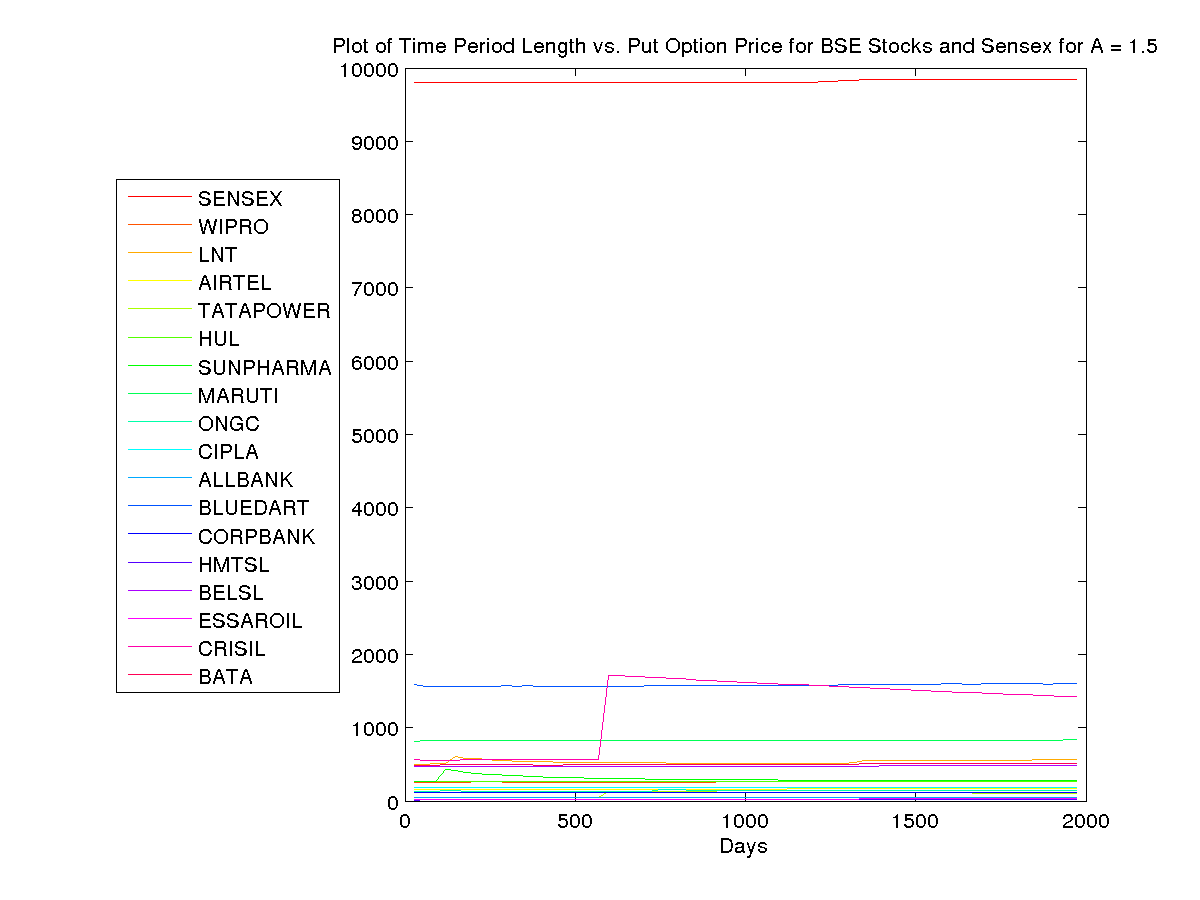 Plot of Time Period Length vs. Put Option Price for BSE Stocks and Sensex for A = 1.5
10000
9000
8000
7000
6000
5000
4000
3000
2000
1000
0
0 500 1000 1500 2000
Days
SENSEX
WIPRO
LNT
AIRTEL
TATAPOWER
HUL
SUNPHARMA
MARUTI
ONGC
CIPLA
ALLBANK
BLUEDART
CORPBANK
HMTSL
BELSL
ESSAROIL
CRISIL
BATA